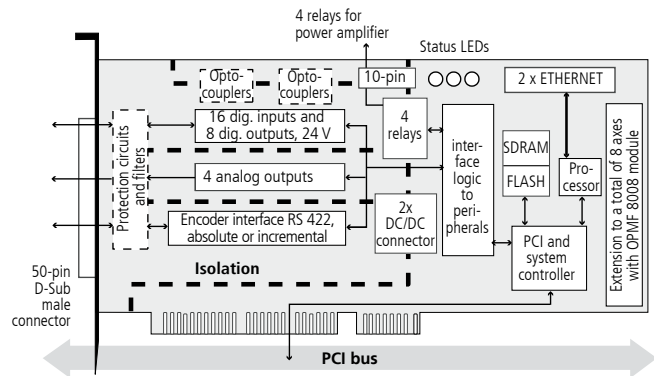 4 relays for
power amplifier
Status LEDs
Opto-
couplers
Opto-
couplers
10-pin
2 x ETHERNET
Protection circuits
and filters
16 dig. inputs and
8 dig. outputs, 24 V
4
relays
inter-
face
logic
to
peri-
pherals
SDRAM
FLASH
Pro-
cessor
4 analog outputs
Encoder interface RS 422,
absolute or incremental
2x
DC/DC
connector
PCI and
system
controller
Extension to a total of 8 axes
with OPMF 8008 module
Isolation
50-pin
D-Sub
male
connector
PCI bus